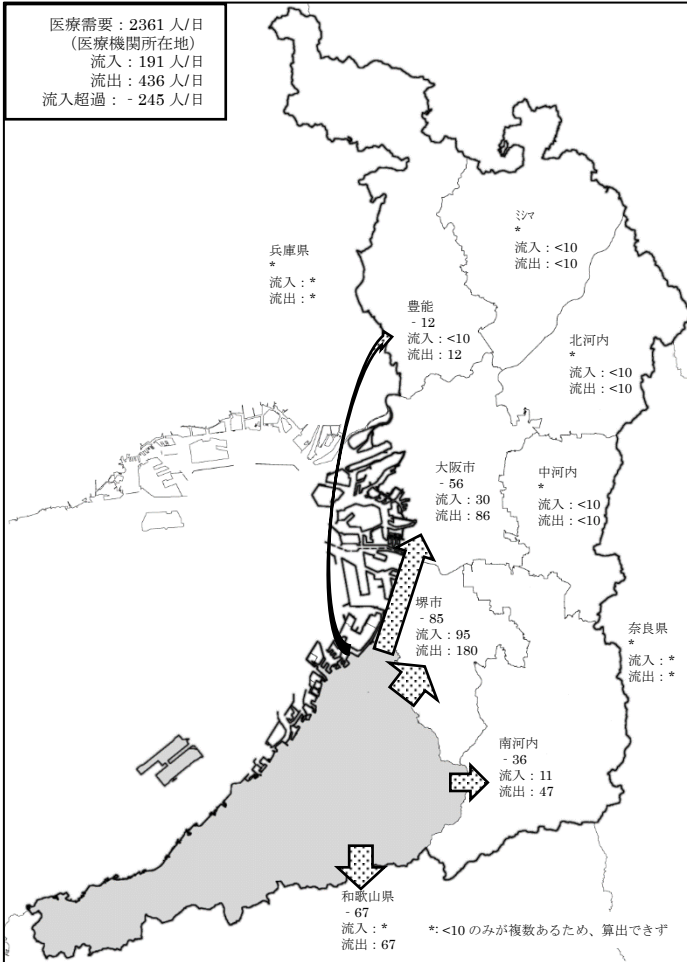 医療需要：2361 人/日
（医療機関所在地）
流入：191 人/日
流出：436 人/日
流入超過：- 245 人/日
ﾐｼﾏ
*
流入：<10
流出：<10
兵庫県
*
流入：*
流出：*
豊能
- 12
流入：<10
流出：12
北河内
*
流入：<10
流出：<10
大阪市
- 56
流入：30
流出：86
中河内
*
流入：<10
流出：<10
堺市
- 85
流入：95
流出：180
奈良県
*
流入：*
流出：*
南河内
- 36
流入：11
流出：47
和歌山県
- 67
流入：*
流出：67
*: <10 のみが複数あるため、算出できず